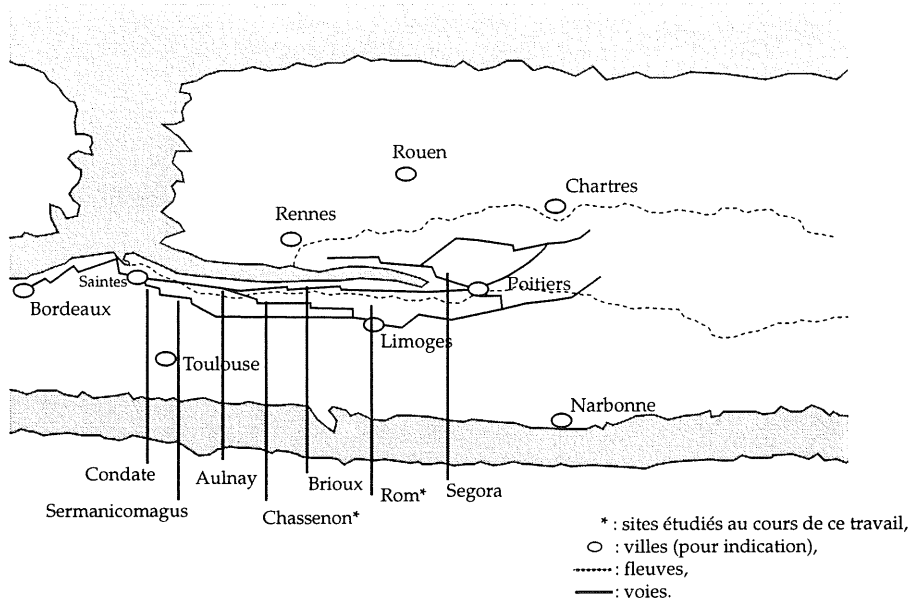 Rouen
Chartres
Rennes
Saintes
Poitiers
Bordeaux
Limoges
Toulouse
Narbonne
Condate
Aulnay
Brioux
Rom*
Segora
Sermanicomagus
Chassenon*
* : sites étudiés au cours de ce travail,
: villes (pour indication),
: fleuves,
: voies.